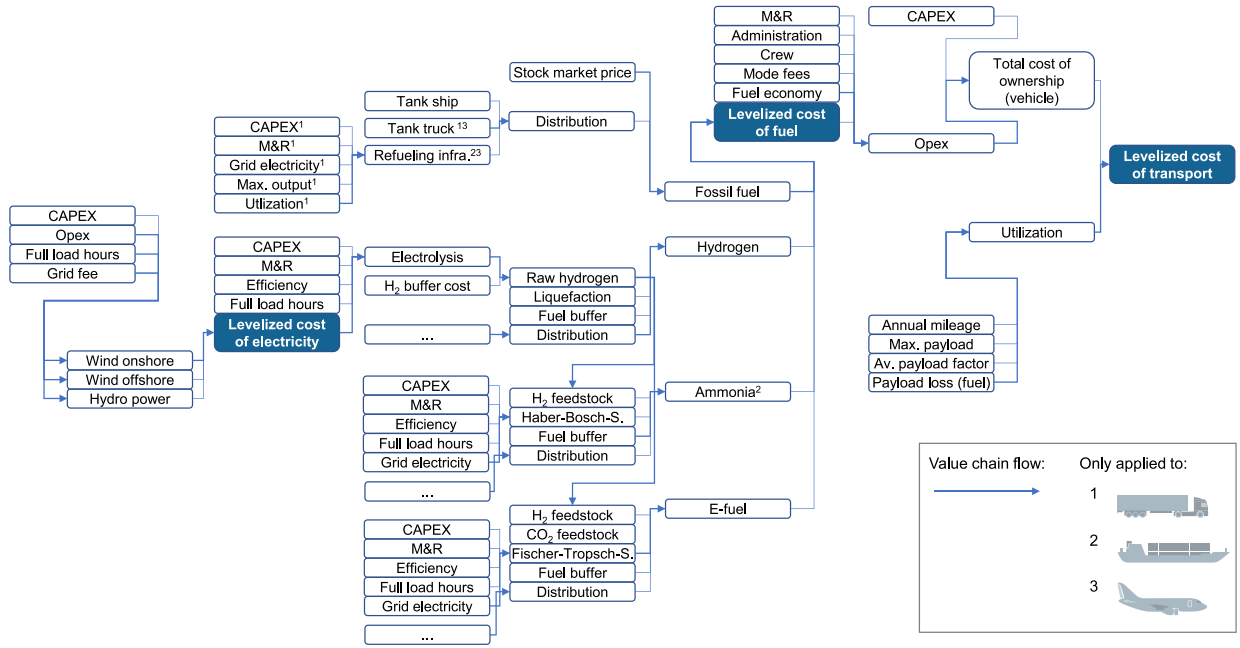 CAPEX
Opex
Full load hours
Grid fee
Wind onshore
Wind offshore
Hydro power
CAPEX¹
M&R¹
Grid electricity¹
Max. output¹
Utlization¹
CAPEX
M&R
Efficiency
Full load hours
Levelized cost
of electricity
Tank ship
Tank truck ¹³
Refueling infra.²³
Electrolysis
H₂ buffer cost
...
CAPEX
M&R
Efficiency
Full load hours
Grid electricity
...
CAPEX
M&R
Efficiency
Full load hours
Grid electricity
...
Stock market price
Distribution
Raw hydrogen
Liquefaction
Fuel buffer
Distribution
H₂ feedstock
Haber-Bosch-S.
Fuel buffer
Distribution
H₂ feedstock
CO₂ feedstock
Fischer-Tropsch-S.
Fuel buffer
Distribution
Fossil fuel
Hydrogen
Ammonia²
E-fuel
M&R
Administration
Crew
Mode fees
Fuel economy
Levelized cost
of fuel
CAPEX
Opex
Total cost of
ownership
(vehicle)
Levelized cost
of transport
Utilization
Annual mileage
Max. payload
Av. payload factor
Payload loss (fuel)
Value chain flow:
Only applied to:
1
2
3